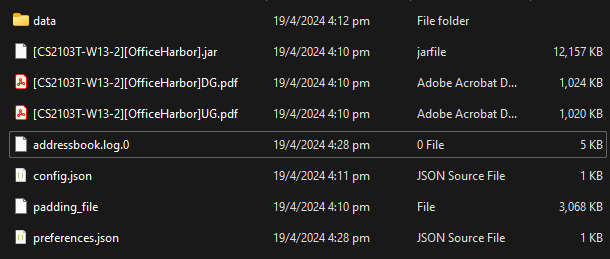 data 19/4/2024 4:12 pm File folder
[CS2103T-W13-2][OfficeHarbor].jar 19/4/2024 4:10 pm jarfile 12,157 KB
[CS2103T-W13-2][OfficeHarbor]DG.pdf 19/4/2024 4:10 pm Adobe Acrobat D... 1,024 KB
[CS2103T-W13-2][OfficeHarbor]UG.pdf 19/4/2024 4:10 pm Adobe Acrobat D... 1,020 KB
addressbook.log.0 19/4/2024 4:28 pm 0 File 5 KB
config.json 19/4/2024 4:11 pm JSON Source File 1 KB
padding_file 19/4/2024 4:10 pm File 3,068 KB
preferences.json 19/4/2024 4:28 pm JSON Source File 1 KB